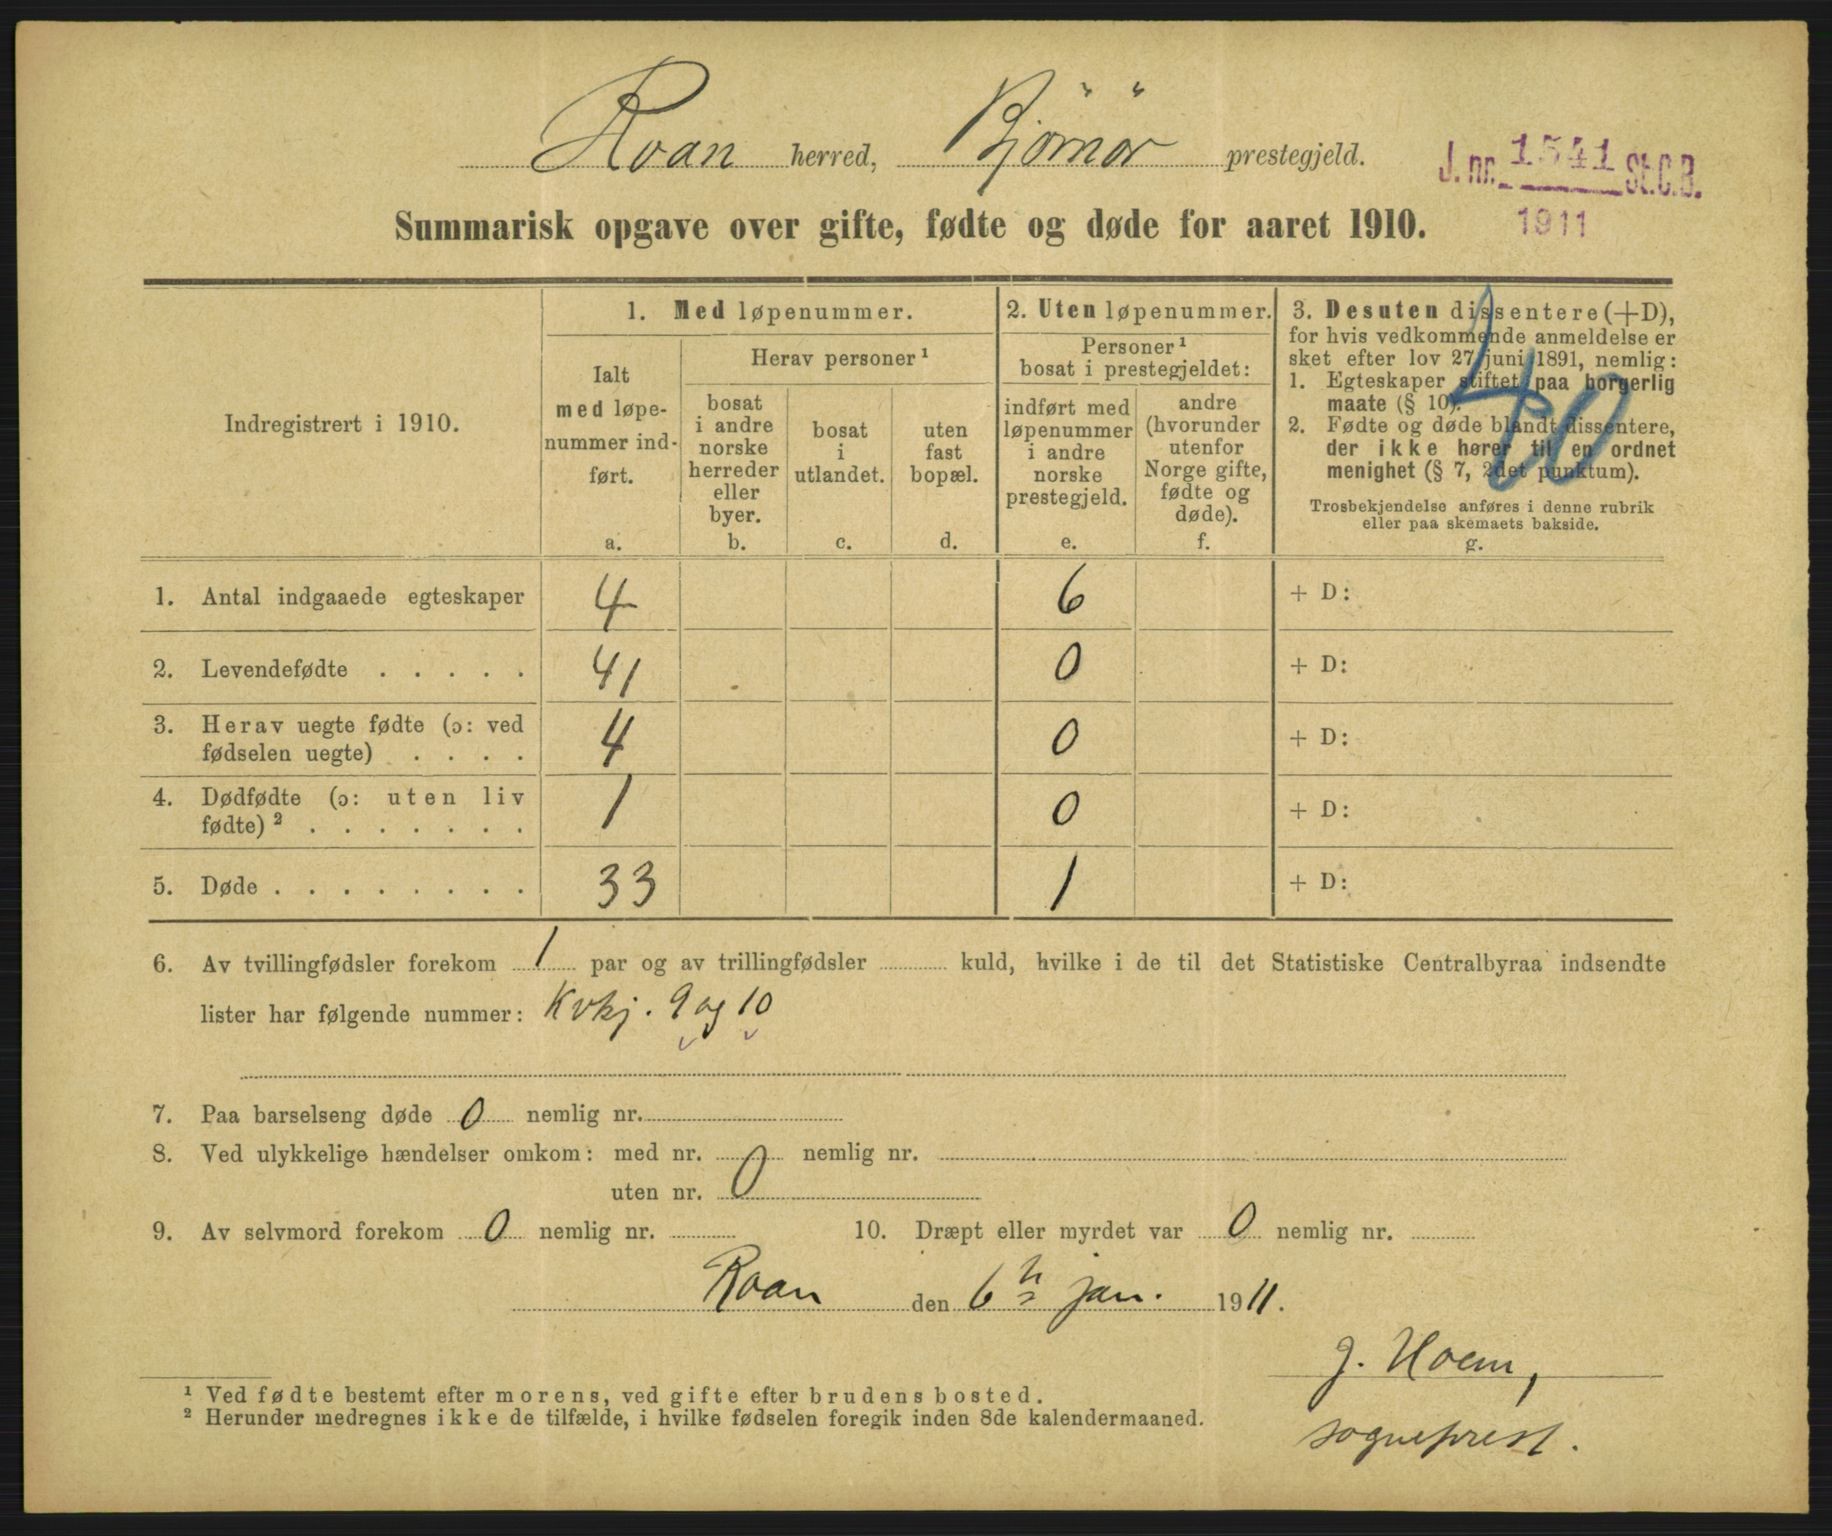 Roan herred, Bjørnør prestegjeld.
J. nr. 1541 St.C.B.
1911
Summarisk opgave over gifte, fødte og døde for aaret 1910.
Indregistrert i 1910.
1. Med løpenummer.
Ialt
med løpe-
nummer ind-
ført.
a.
Herav personer¹
bosat
i andre
norske
herreder
eller
byer.
b.
bosat
i
utlandet.
c.
uten
fast
bopæl.
d.
2. Uten løpenummer.
Personer¹
bosat i prestegjeldet:
indført med
løpenummer
i andre
norske
prestegjeld.
e.
andre
(hvorunder
utenfor
Norge gifte,
fødte og
døde).
f.
3. Desuten dissentere (+D),
for hvis vedkommende anmeldelse er
sket efter lov 27 juni 1891, nemlig:
1. Egteskaper stiftet paa borgerlig
maate (§ 10).
2. Fødte og døde blandt dissentere,
der ikke hører til en ordnet
menighet (§ 7, 2det punktum).
Trosbekjendelse anføres i denne rubrik
eller paa skemaets bakside.
g.
1. Antal indgaaede egteskaper 4 6 + D:
2. Levendefødte . . . . . 41 0 + D:
3. Herav uegte fødte (ɔ: ved
fødselen uegte) . . . . 4 0 + D:
4. Dødfødte (ɔ: uten liv
fødte)² . . . . . . . 1 0 + D:
5. Døde . . . . . . . . 33 1 + D:
6. Av tvillingfødsler forekom 1 par og av trillingfødsler kuld, hvilke i de til det Statistiske Centralbyraa indsendte
lister har følgende nummer: Kvkj. 9 og 10
7. Paa barselseng døde 0 nemlig nr.
8. Ved ulykkelige hændelser omkom: med nr. nemlig nr.
uten nr. 0
9. Av selvmord forekom 0 nemlig nr. 10. Dræpt eller myrdet var 0 nemlig nr.
Roan den 6 jan. 1911.
J. Hoem,
sogneprest.
¹ Ved fødte bestemt efter morens, ved gifte efter brudens bosted.
² Herunder medregnes ikke de tilfælde, i hvilke fødselen foregik inden 8de kalendermaaned.